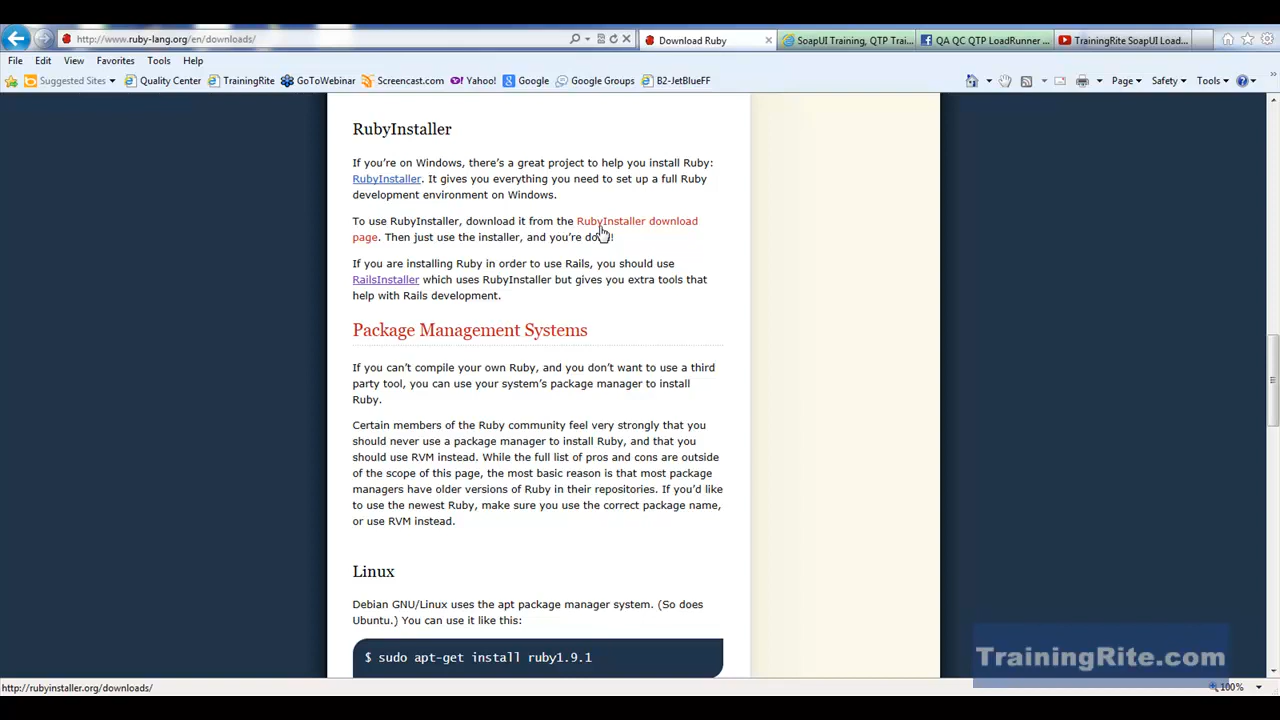 http://www.ruby-lang.org/en/downloads/
Download Ruby
SoapUI Training, QTP Trai...
QA QC QTP LoadRunner ...
TrainingRite SoapUI Load...
File Edit View Favorites Tools Help
Suggested Sites Quality Center TrainingRite GoToWebinar Screencast.com Yahoo! Google Google Groups B2-JetBlueFF
Page Safety Tools
RubyInstaller
If you're on Windows, there's a great project to help you install Ruby:
RubyInstaller. It gives you everything you need to set up a full Ruby
development environment on Windows.
To use RubyInstaller, download it from the RubyInstaller download
page. Then just use the installer, and you're done!
If you are installing Ruby in order to use Rails, you should use
RailsInstaller which uses RubyInstaller but gives you extra tools that
help with Rails development.
Package Management Systems
If you can't compile your own Ruby, and you don't want to use a third
party tool, you can use your system's package manager to install
Ruby.
Certain members of the Ruby community feel very strongly that you
should never use a package manager to install Ruby, and that you
should use RVM instead. While the full list of pros and cons are outside
of the scope of this page, the most basic reason is that most package
managers have older versions of Ruby in their repositories. If you'd like
to use the newest Ruby, make sure you use the correct package name,
or use RVM instead.
Linux
Debian GNU/Linux uses the apt package manager system. (So does
Ubuntu.) You can use it like this:
$ sudo apt-get install ruby1.9.1
TrainingRite.com
http://rubyinstaller.org/downloads/
100%